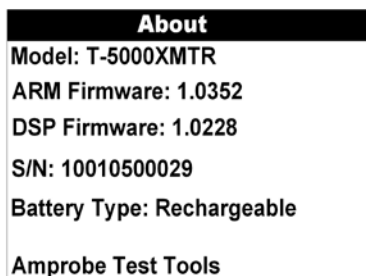 About
Model: T-5000XMTR
ARM Firmware: 1.0352
DSP Firmware: 1.0228
S/N: 10010500029
Battery Type: Rechargeable
Amprobe Test Tools